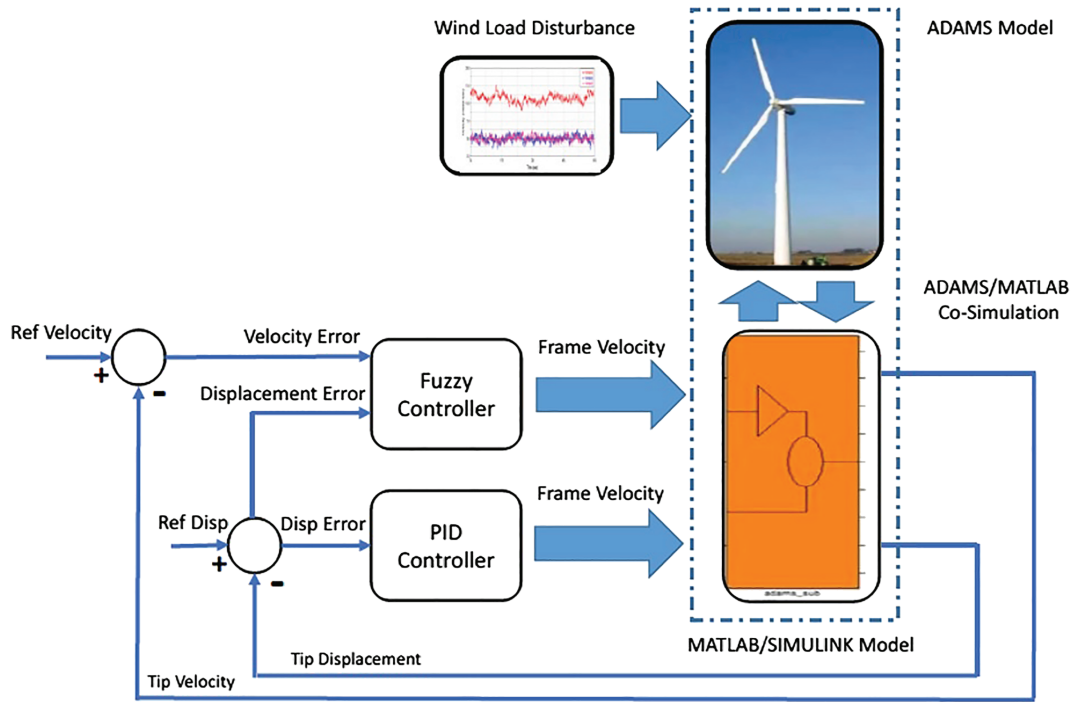 Wind Load Disturbance
ADAMS Model
ADAMS/MATLAB
Co-Simulation
Ref Velocity
Velocity Error
Frame Velocity
+
-
Fuzzy
Controller
Displacement Error
Frame Velocity
Ref Disp
Disp Error
PID
Controller
+
-
adams_sub
MATLAB/SIMULINK Model
Tip Displacement
Tip Velocity